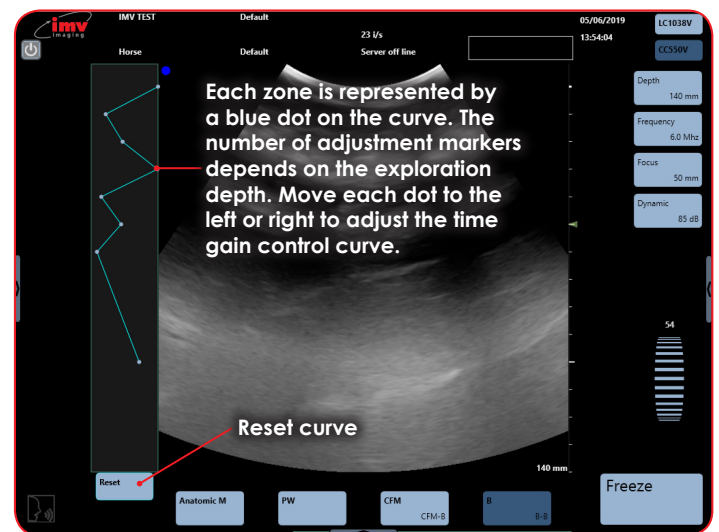 imv
imaging
IMV TEST
Default
23 i/s
05/06/2019
13:54:04
LC1038V
Horse
Default
Server off line
CC550V
Each zone is represented by
a blue dot on the curve. The
number of adjustment markers
depends on the exploration
depth. Move each dot to the
left or right to adjust the time
gain control curve.
Depth
140 mm
Frequency
6.0 Mhz
Focus
50 mm
Dynamic
85 dB
54
Reset curve
140 mm
Reset
Anatomic M
PW
CFM
CFM-B
B
B-B
Freeze